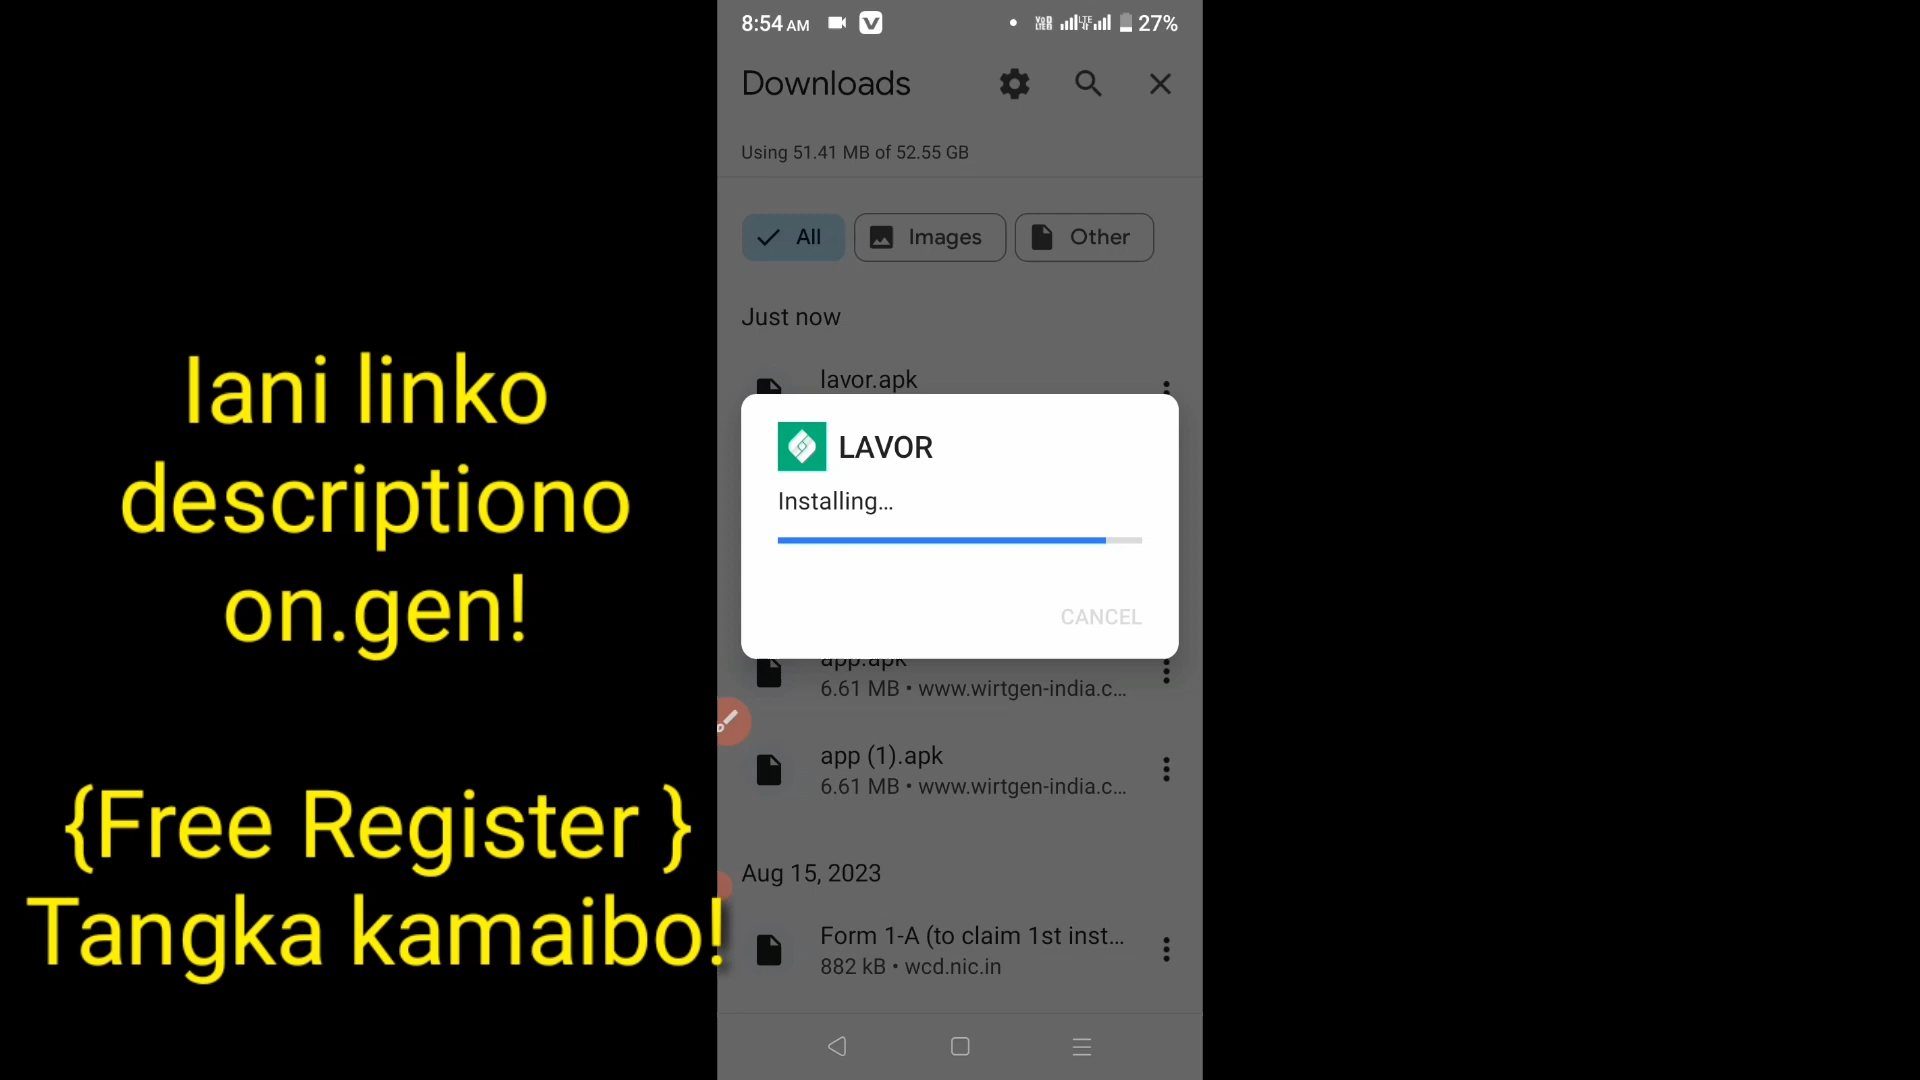 8:54 AM
27%
Downloads
Using 51.41 MB of 52.55 GB
All
Images
Other
Just now
lavor.apk
LAVOR
Installing...
CANCEL
app.apk
6.61 MB • www.wirtgen-india.c...
app (1).apk
6.61 MB • www.wirtgen-india.c...
Aug 15, 2023
Form 1-A (to claim 1st inst...
882 kB • wcd.nic.in
Iani linko
descriptiono
on.gen!
{Free Register }
Tangka kamaibo!